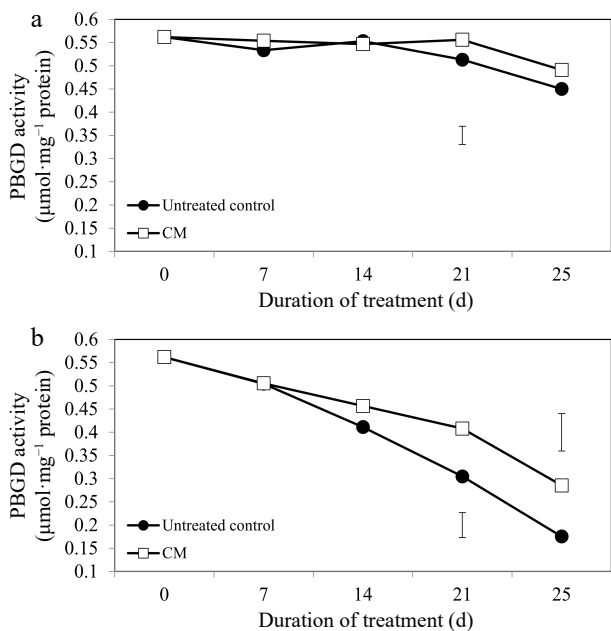 a
PBGD activity
(μmol·mg⁻¹ protein)
0.6
0.55
0.5
0.45
0.4
0.35
0.3
0.25
0.2
0.15
0.1
Untreated control
CM
0 7 14 21 25
Duration of treatment (d)
b
PBGD activity
(μmol·mg⁻¹ protein)
0.6
0.55
0.5
0.45
0.4
0.35
0.3
0.25
0.2
0.15
0.1
Untreated control
CM
0 7 14 21 25
Duration of treatment (d)